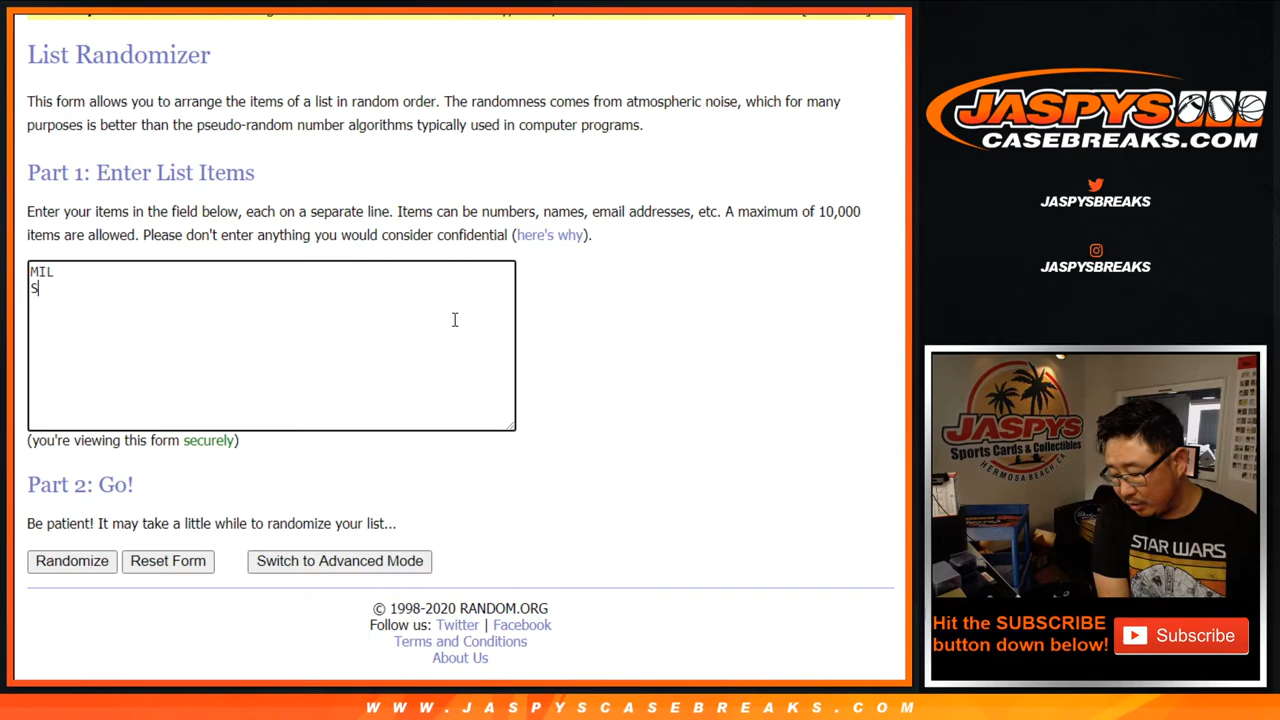 List Randomizer
This form allows you to arrange the items of a list in random order. The randomness comes from atmospheric noise, which for many
purposes is better than the pseudo-random number algorithms typically used in computer programs.
Part 1: Enter List Items
Enter your items in the field below, each on a separate line. Items can be numbers, names, email addresses, etc. A maximum of 10,000
items are allowed. Please don't enter anything you would consider confidential (here's why).
MIL
S
(you're viewing this form securely)
Part 2: Go!
Be patient! It may take a little while to randomize your list...
Randomize Reset Form Switch to Advanced Mode
© 1998-2020 RANDOM.ORG
Follow us: Twitter | Facebook
Terms and Conditions
About Us
JASPYS
CASEBREAKS.COM
JASPYSBREAKS
JASPYSBREAKS
JASPYS
Sports Cards & Collectibles
HERMOSA BEACH, CA
STAR WARS
Hit the SUBSCRIBE
button down below!
Subscribe
WWW.JASPYSCASEBREAKS.COM